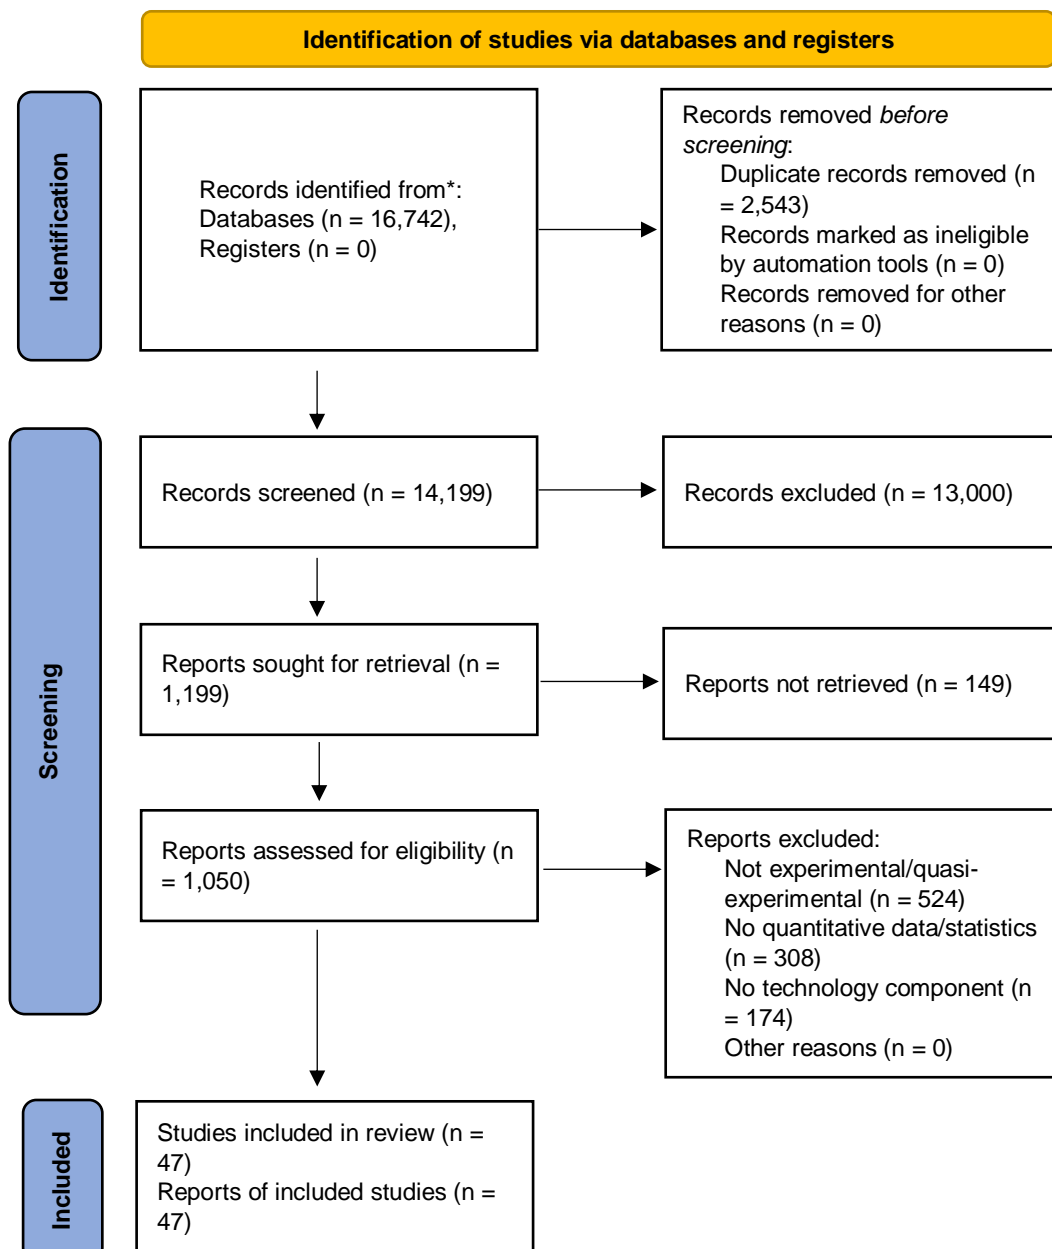 Identification of studies via databases and registers
Identification
Records identified from*:
Databases (n = 16,742),
Registers (n = 0)
Records removed before
screening:
Duplicate records removed (n
= 2,543)
Records marked as ineligible
by automation tools (n = 0)
Records removed for other
reasons (n = 0)
Screening
Records screened (n = 14,199)
Records excluded (n = 13,000)
Reports sought for retrieval (n =
1,199)
Reports not retrieved (n = 149)
Reports assessed for eligibility (n
= 1,050)
Reports excluded:
Not experimental/quasi-
experimental (n = 524)
No quantitative data/statistics
(n = 308)
No technology component (n
= 174)
Other reasons (n = 0)
Included
Studies included in review (n =
47)
Reports of included studies (n =
47)